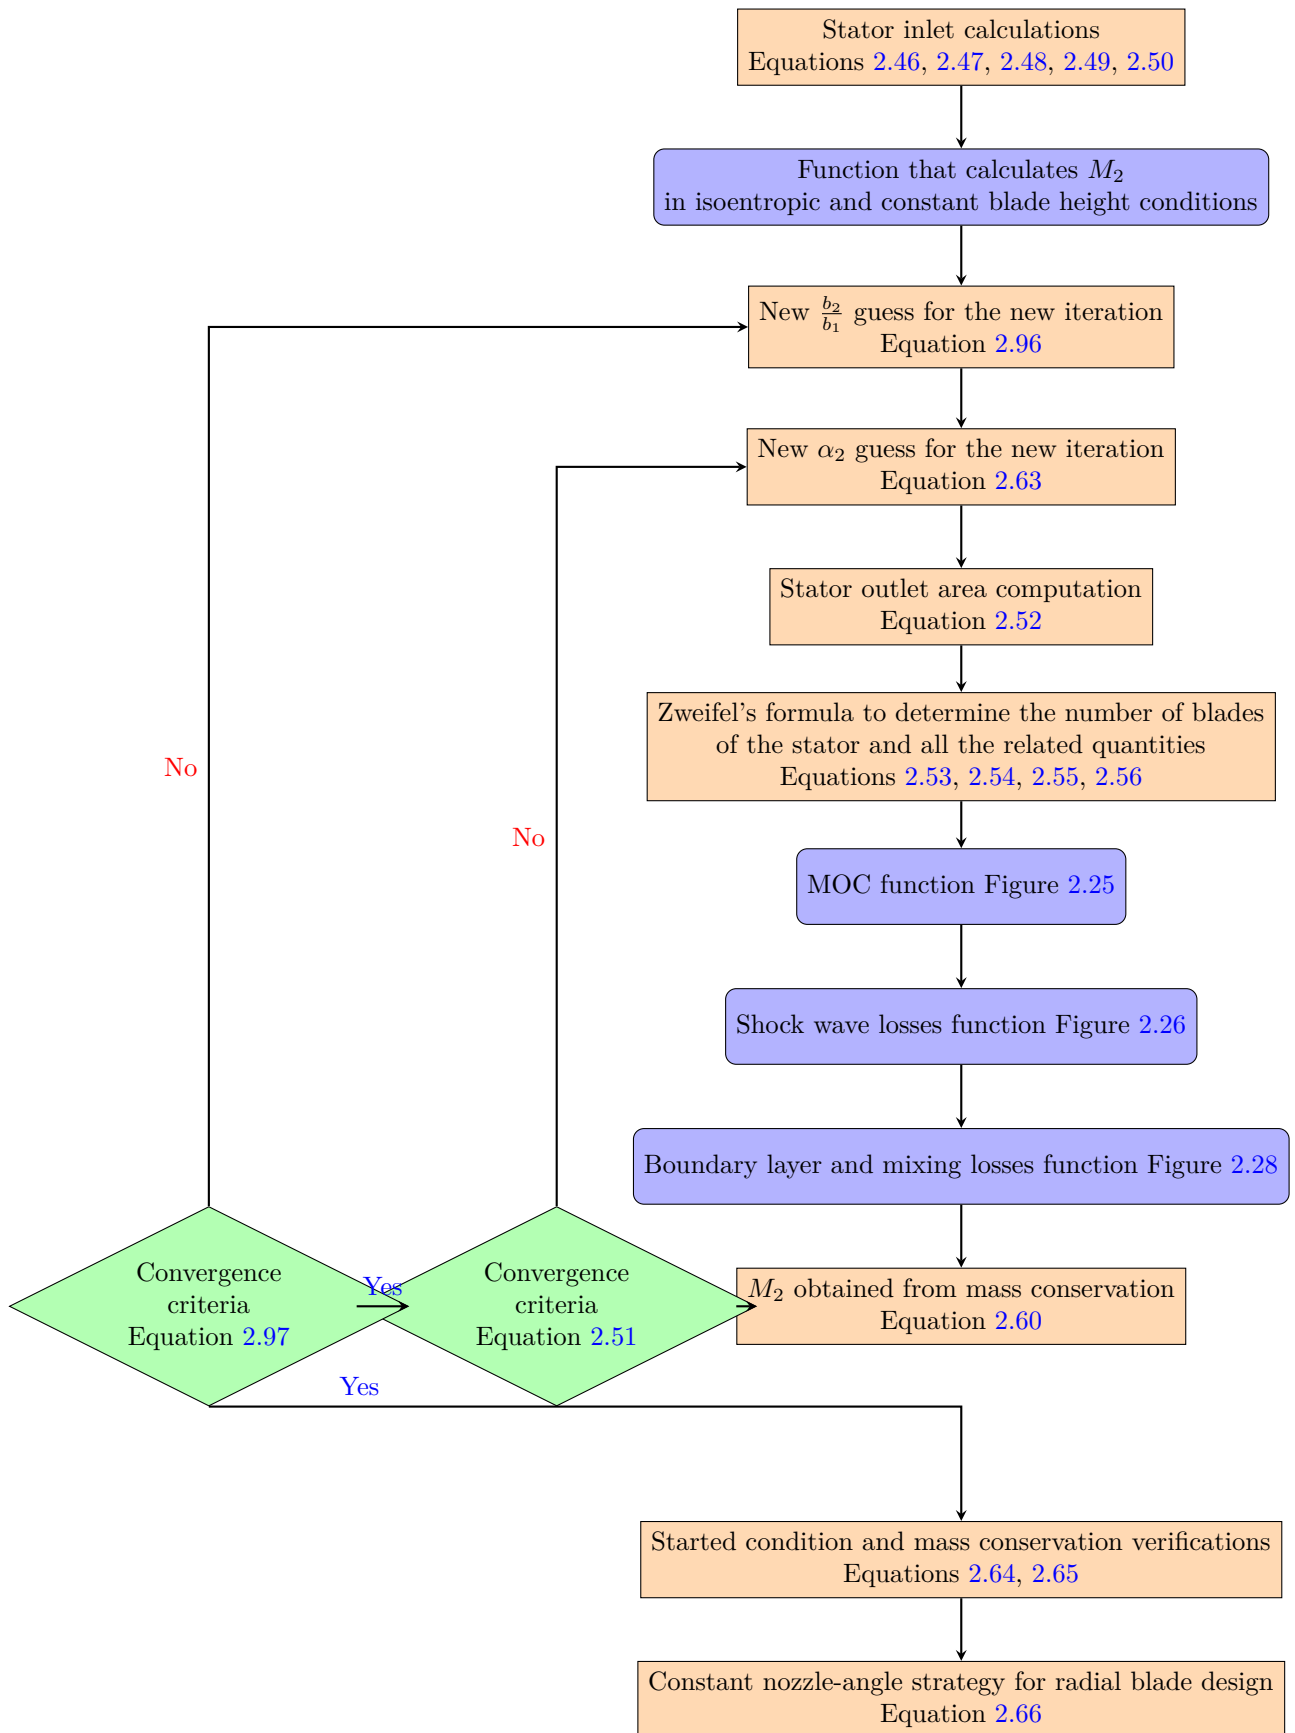 Stator inlet calculations
Equations 2.46, 2.47, 2.48, 2.49, 2.50
Function that calculates $M_2$
in isoentropic and constant blade height conditions
New $\frac{b_2}{b_1}$ guess for the new iteration
Equation 2.96
New $\alpha_2$ guess for the new iteration
Equation 2.63
Stator outlet area computation
Equation 2.52
Zweifel's formula to determine the number of blades
of the stator and all the related quantities
Equations 2.53, 2.54, 2.55, 2.56
No
No
MOC function Figure 2.25
Shock wave losses function Figure 2.26
Boundary layer and mixing losses function Figure 2.28
Convergence
criteria
Equation 2.97
Yes
Convergence
criteria
Equation 2.51
$M_2$ obtained from mass conservation
Equation 2.60
Yes
Started condition and mass conservation verifications
Equations 2.64, 2.65
Constant nozzle-angle strategy for radial blade design
Equation 2.66